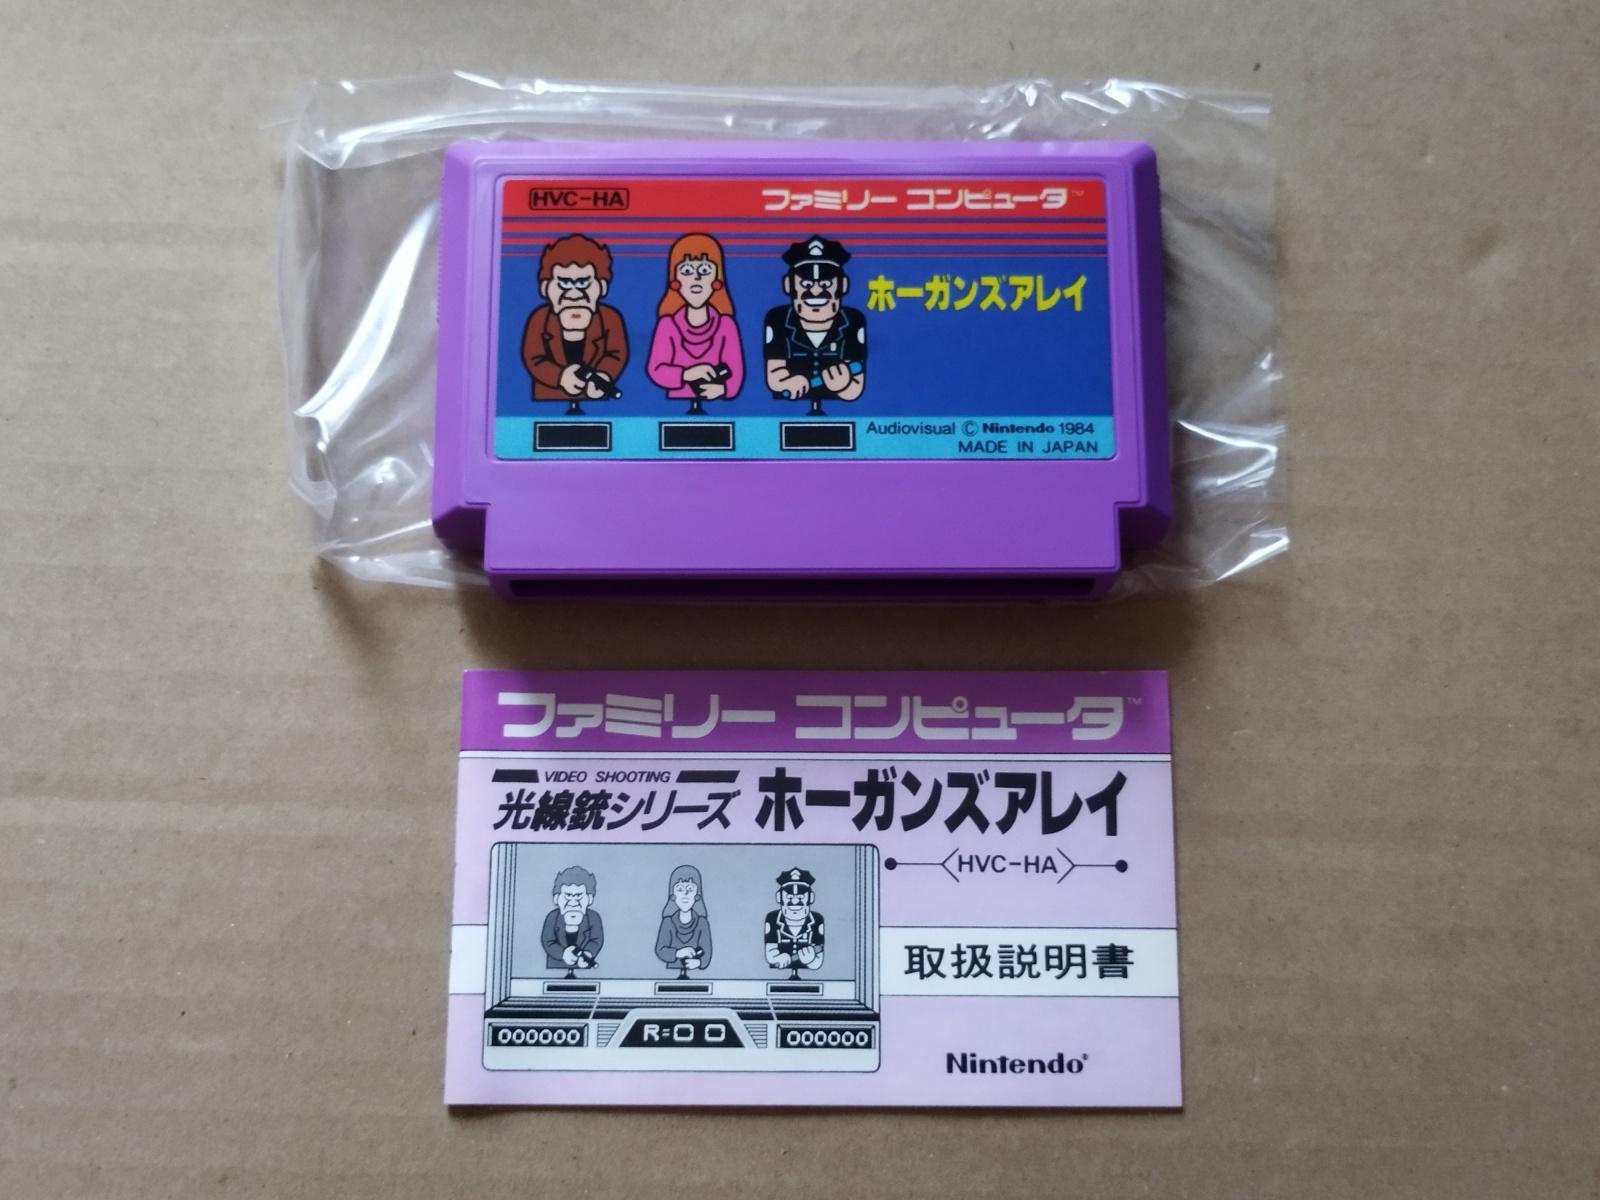 HVC-HA
ファミリー コンピュータ™
ホーガンズアレイ
Audiovisual © Nintendo 1984
MADE IN JAPAN
ファミリー コンピュータ™
VIDEO SHOOTING
光線銃シリーズ ホーガンズアレイ
HVC-HA
取扱説明書
000000 R=00 000000
Nintendo®